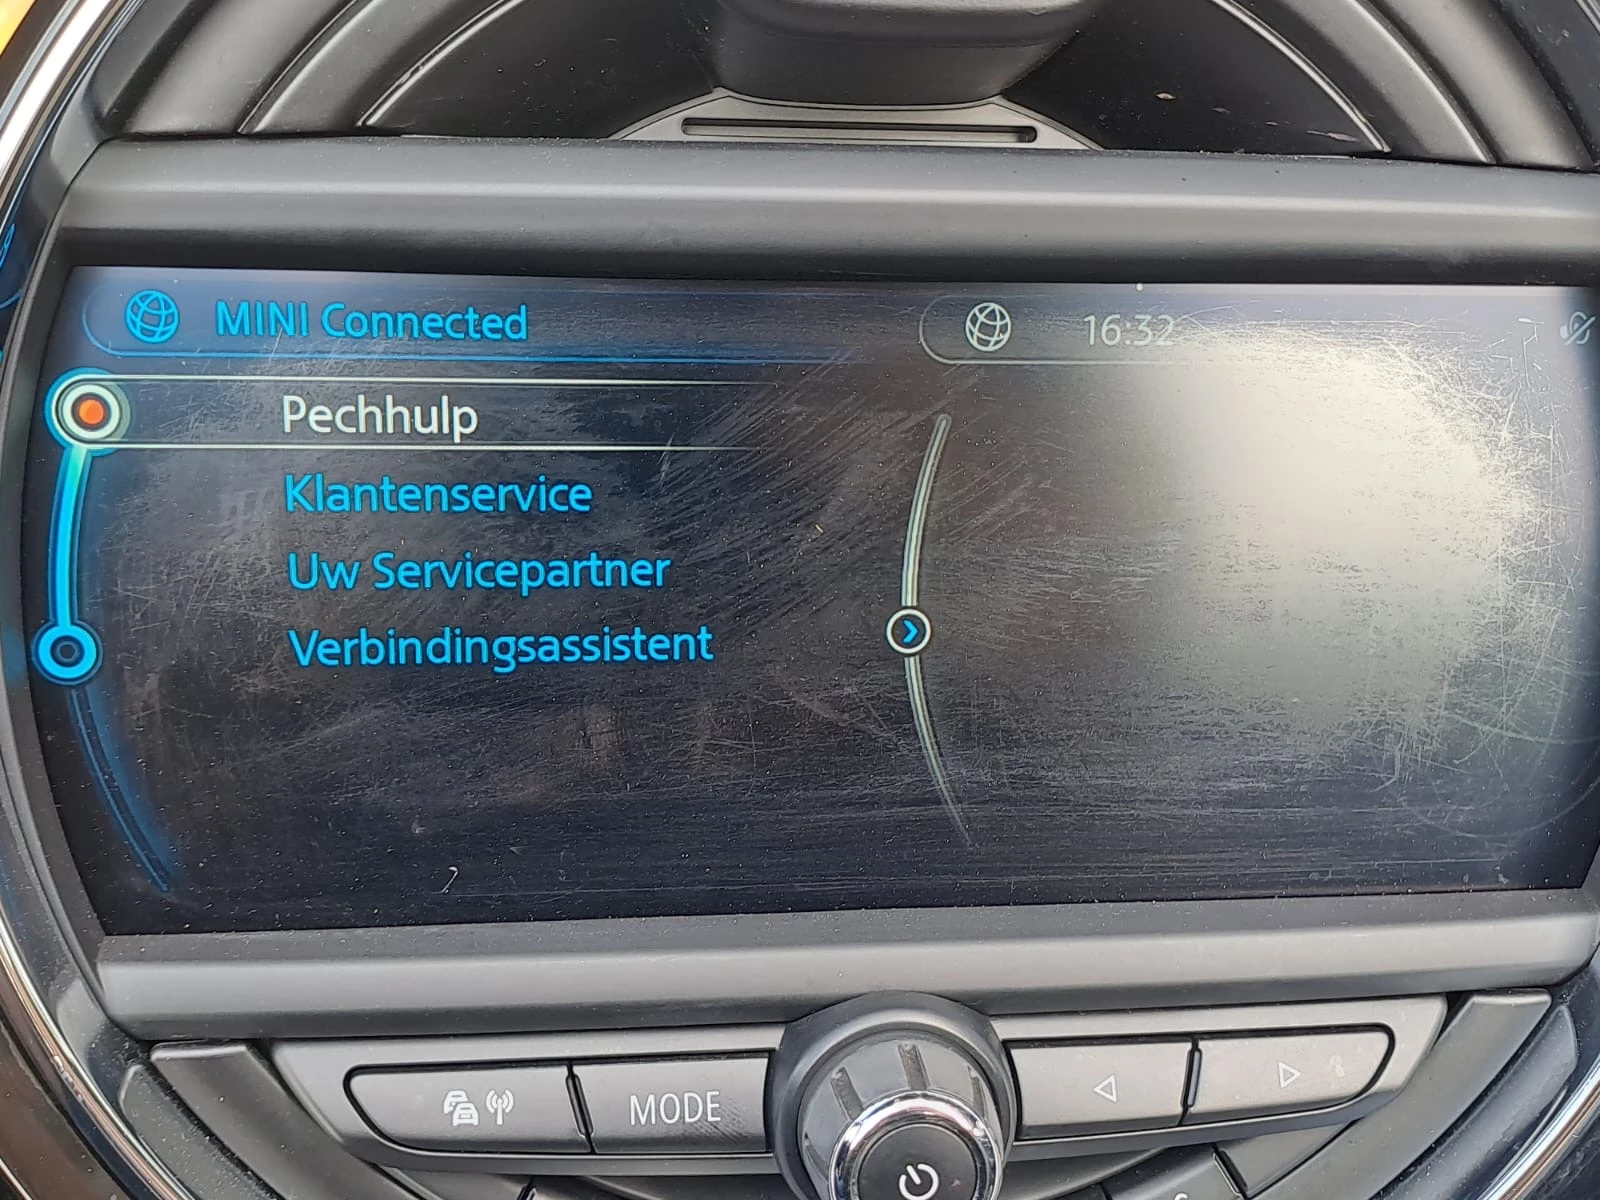 MINI Connected
16:32
Pechhulp
Klantenservice
Uw Servicepartner
Verbindingsassistent
MODE